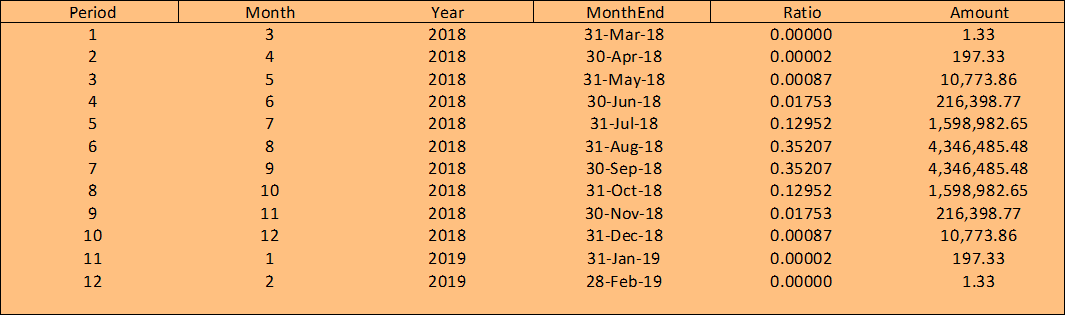 Period Month Year MonthEnd Ratio Amount
1 3 2018 31-Mar-18 0.00000 1.33
2 4 2018 30-Apr-18 0.00002 197.33
3 5 2018 31-May-18 0.00087 10,773.86
4 6 2018 30-Jun-18 0.01753 216,398.77
5 7 2018 31-Jul-18 0.12952 1,598,982.65
6 8 2018 31-Aug-18 0.35207 4,346,485.48
7 9 2018 30-Sep-18 0.35207 4,346,485.48
8 10 2018 31-Oct-18 0.12952 1,598,982.65
9 11 2018 30-Nov-18 0.01753 216,398.77
10 12 2018 31-Dec-18 0.00087 10,773.86
11 1 2019 31-Jan-19 0.00002 197.33
12 2 2019 28-Feb-19 0.00000 1.33